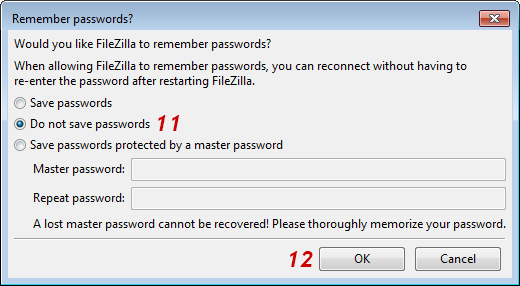 Remember passwords?
Would you like FileZilla to remember passwords?
When allowing FileZilla to remember passwords, you can reconnect without having to
re-enter the password after restarting FileZilla.
Save passwords
Do not save passwords 11
Save passwords protected by a master password
Master password:
Repeat password:
A lost master password cannot be recovered! Please thoroughly memorize your password.
12 OK Cancel